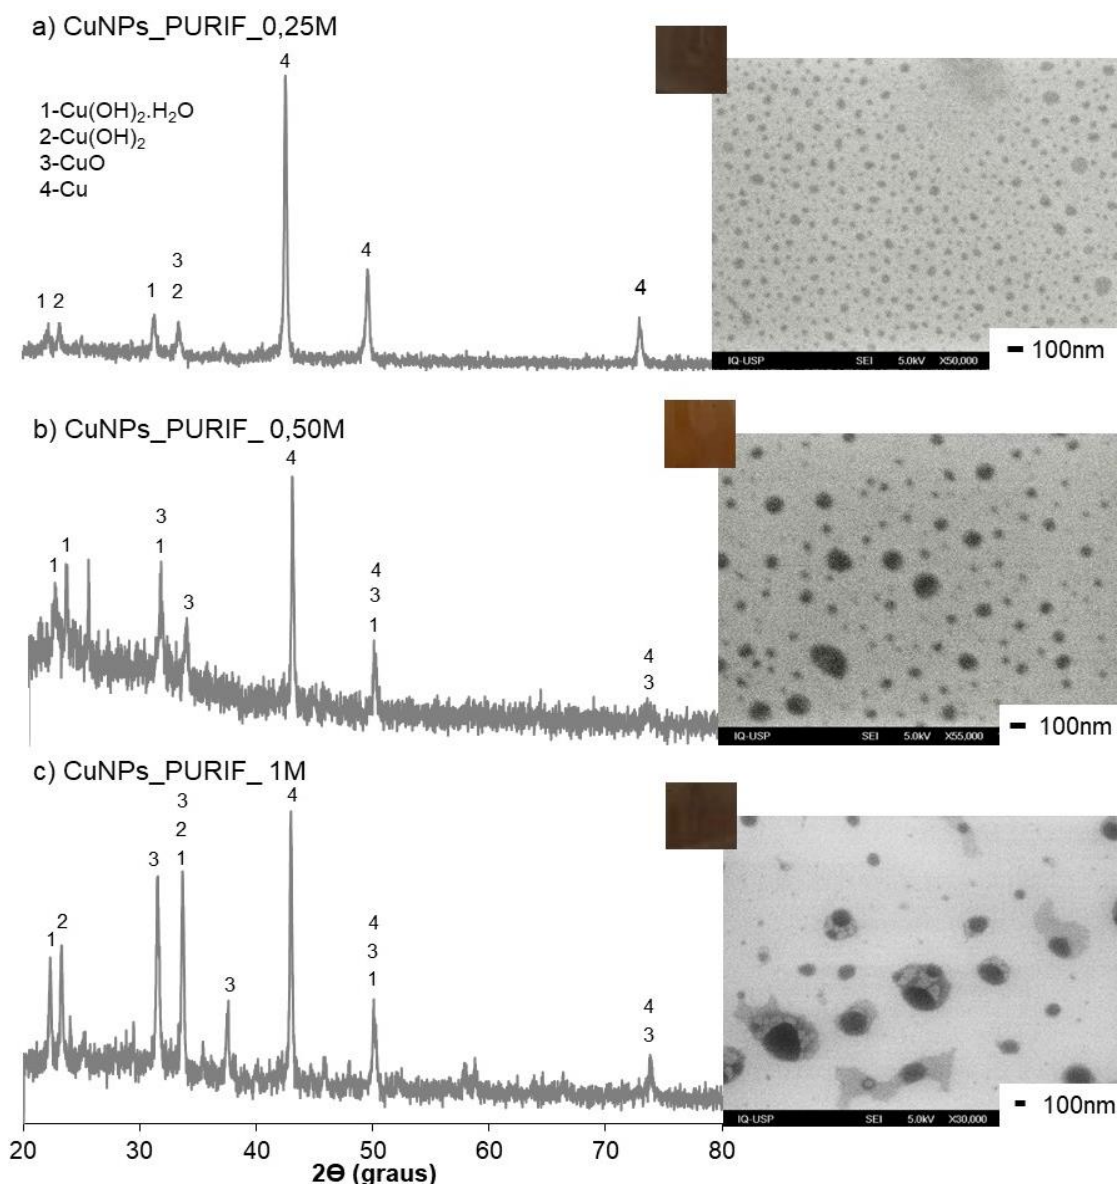 a) CuNPs_PURIF_0,25M
1-Cu(OH)₂.H₂O
2-Cu(OH)₂
3-CuO
4-Cu
4
3
4
1 2
1
2
4
IQ-USP SEI 5.0kV X50,000
100nm
b) CuNPs_PURIF_ 0,50M
4
3
1
1
1
3
4
3
1
4
3
IQ-USP SEI 5.0kV X55,000
100nm
c) CuNPs_PURIF_ 1M
4
3
2
3
1
2
1
3
4
3
1
4
3
IQ-USP SEI 5.0kV X30,000
100nm
20 30 40 50 60 70 80
2Θ (graus)